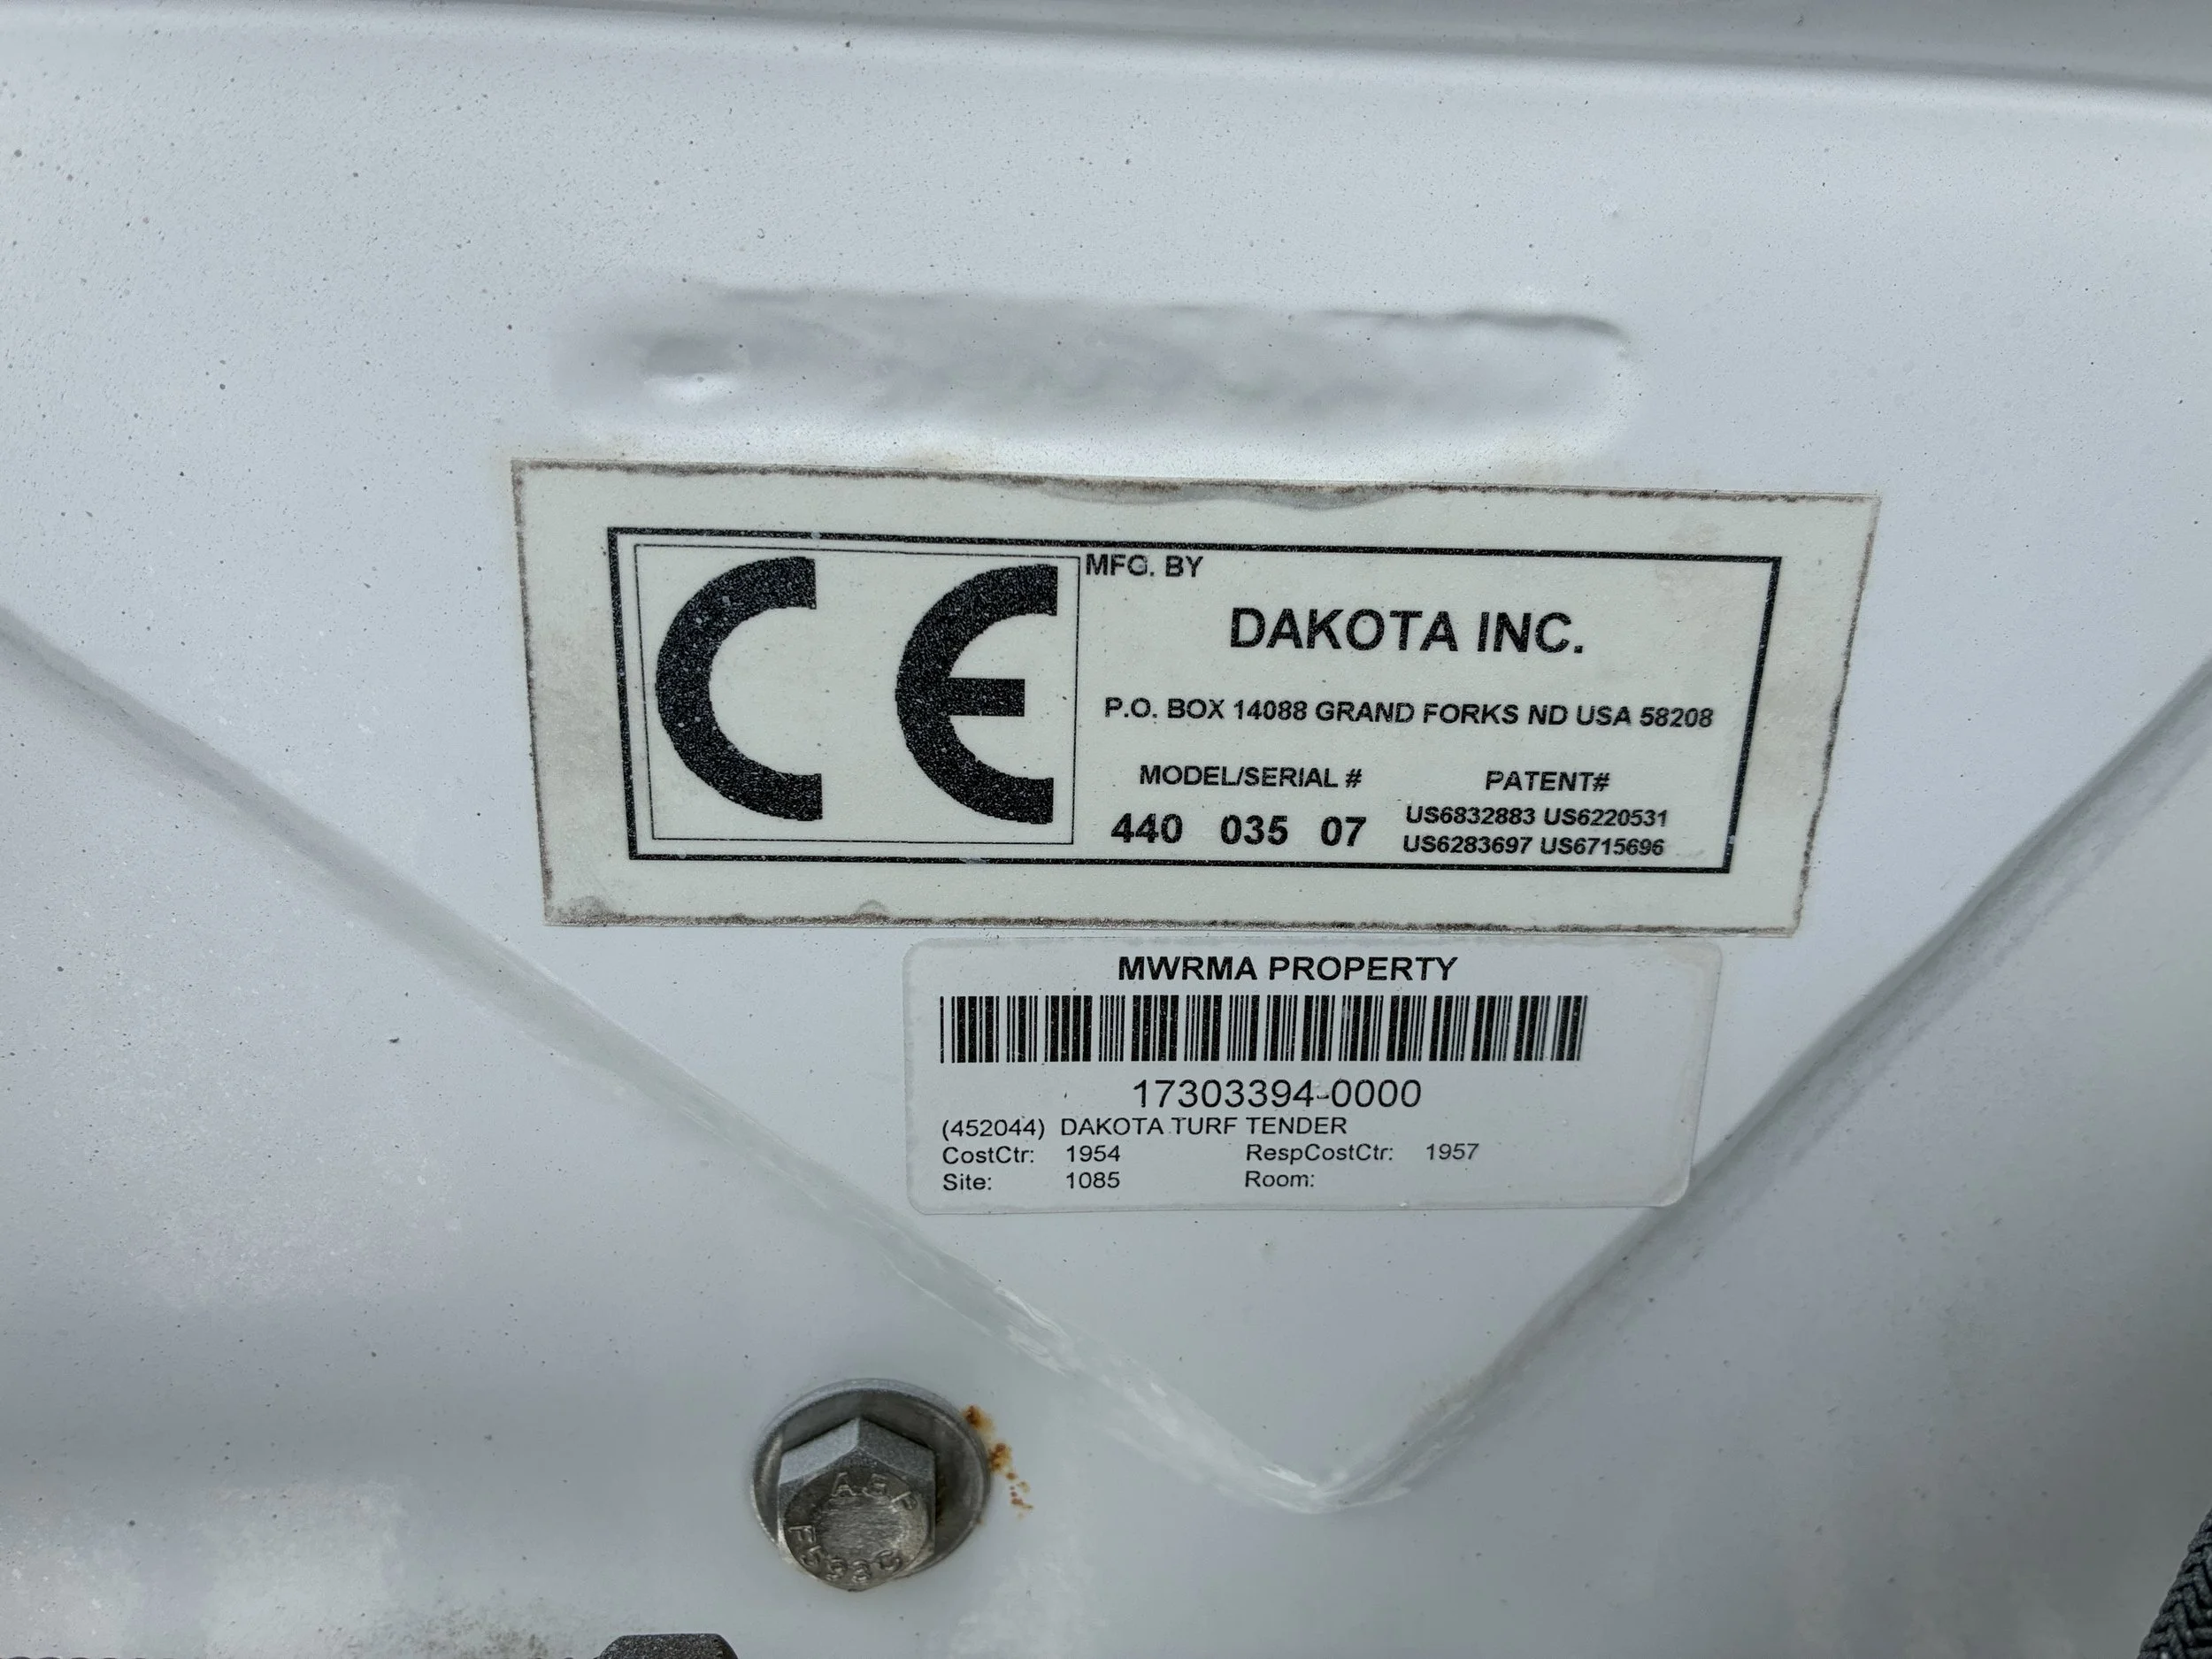 CE
MFG. BY
DAKOTA INC.
P.O. BOX 14088 GRAND FORKS ND USA 58208
MODEL/SERIAL #
440 035 07
PATENT#
US6832883 US6220531
US6283697 US6715696
MWRMA PROPERTY
17303394-0000
(452044) DAKOTA TURF TENDER
CostCtr: 1954 RespCostCtr: 1957
Site: 1085 Room:
F593C